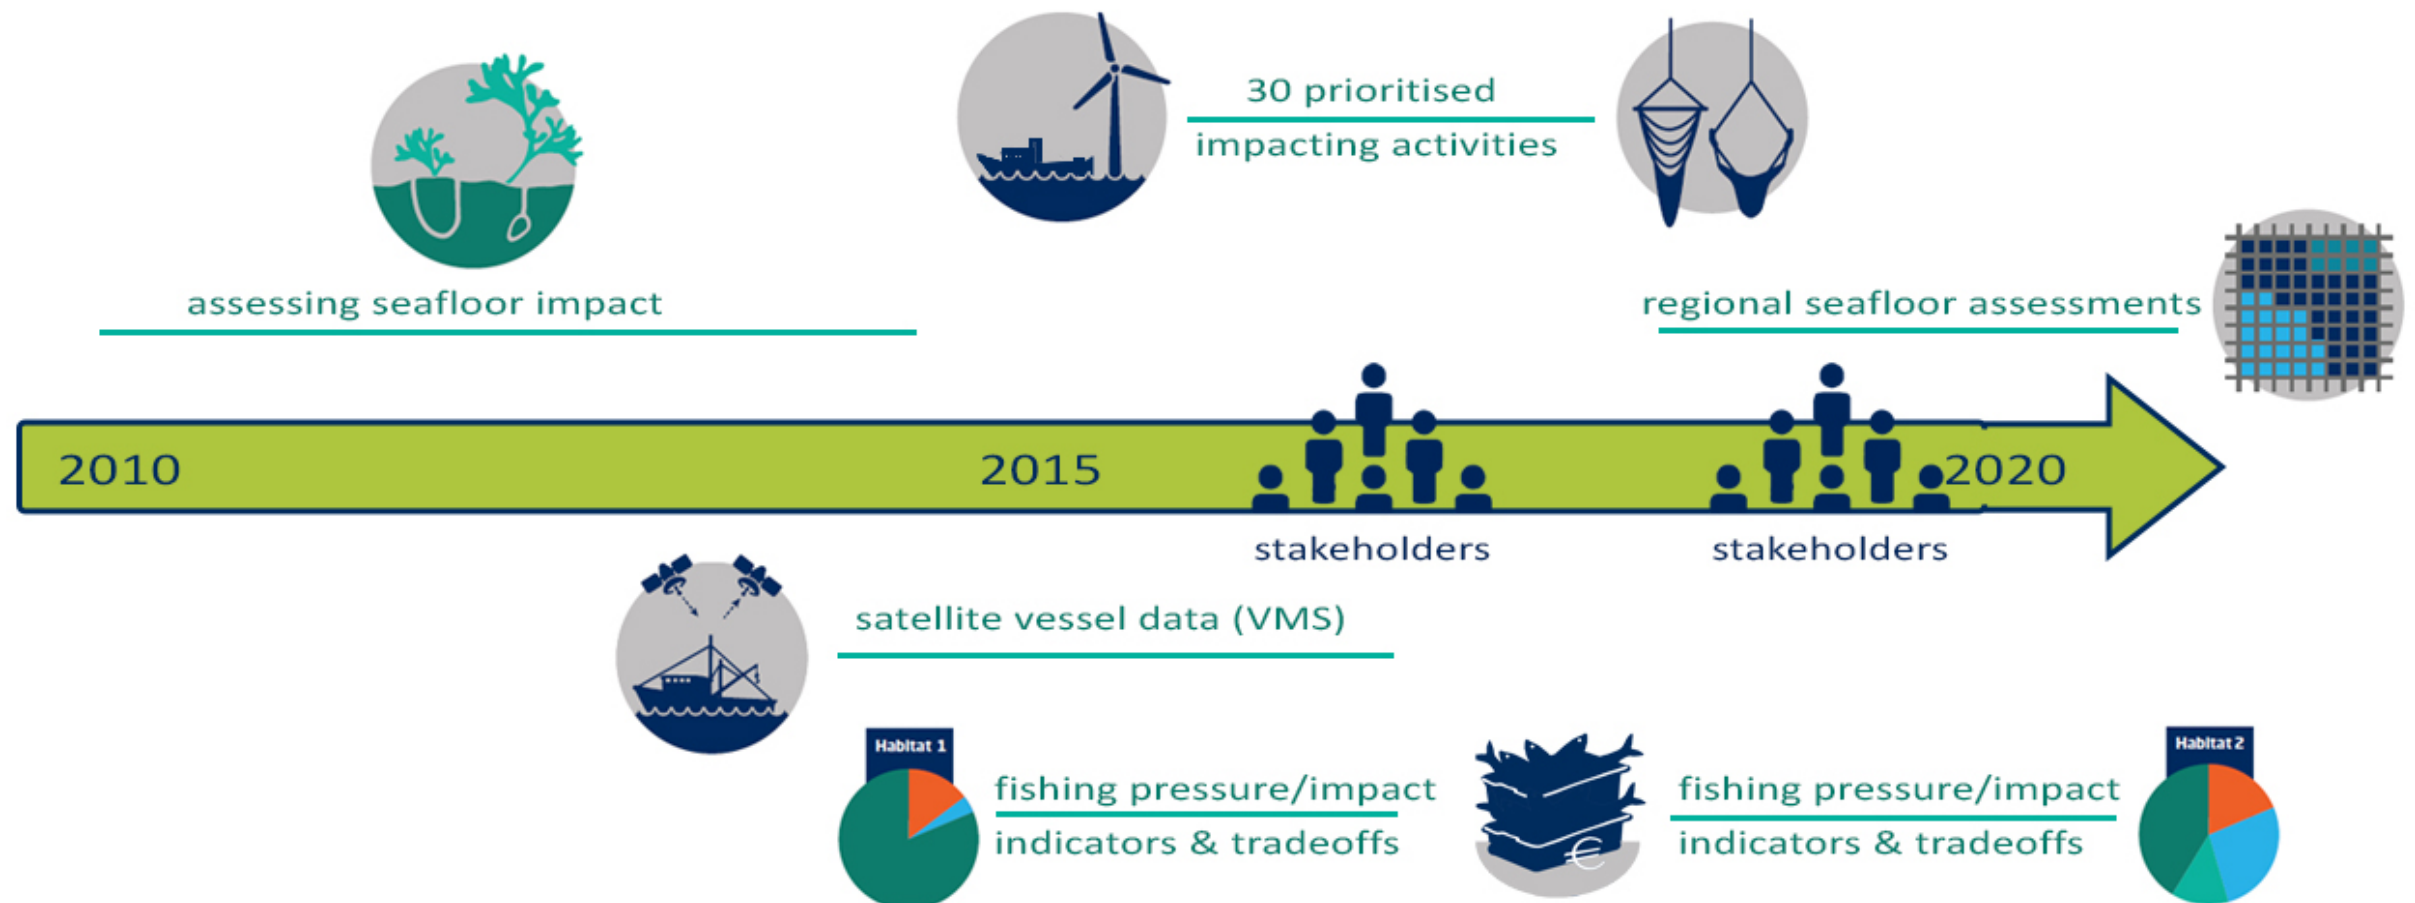 30 prioritised
impacting activities
assessing seafloor impact
regional seafloor assessments
2010
2015
2020
stakeholders
stakeholders
satellite vessel data (VMS)
Habitat 1
fishing pressure/impact
indicators & tradeoffs
€
fishing pressure/impact
indicators & tradeoffs
Habitat 2